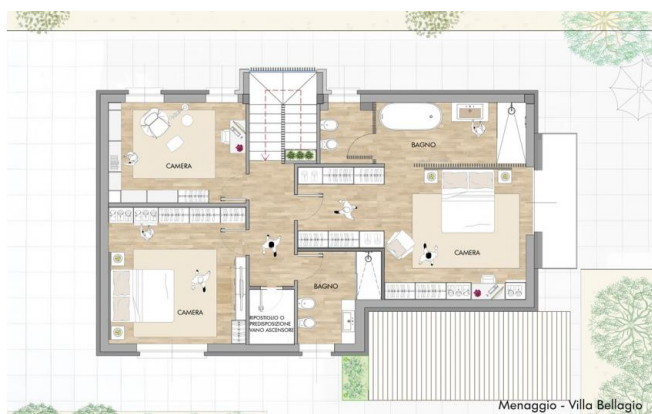 BAGNO
CAMERA
CAMERA
CAMERA
BAGNO
RIPOSTIGLIO O
PREDISPOSIZIONE
VANO ASCENSORE
Menaggio - Villa Bellagio